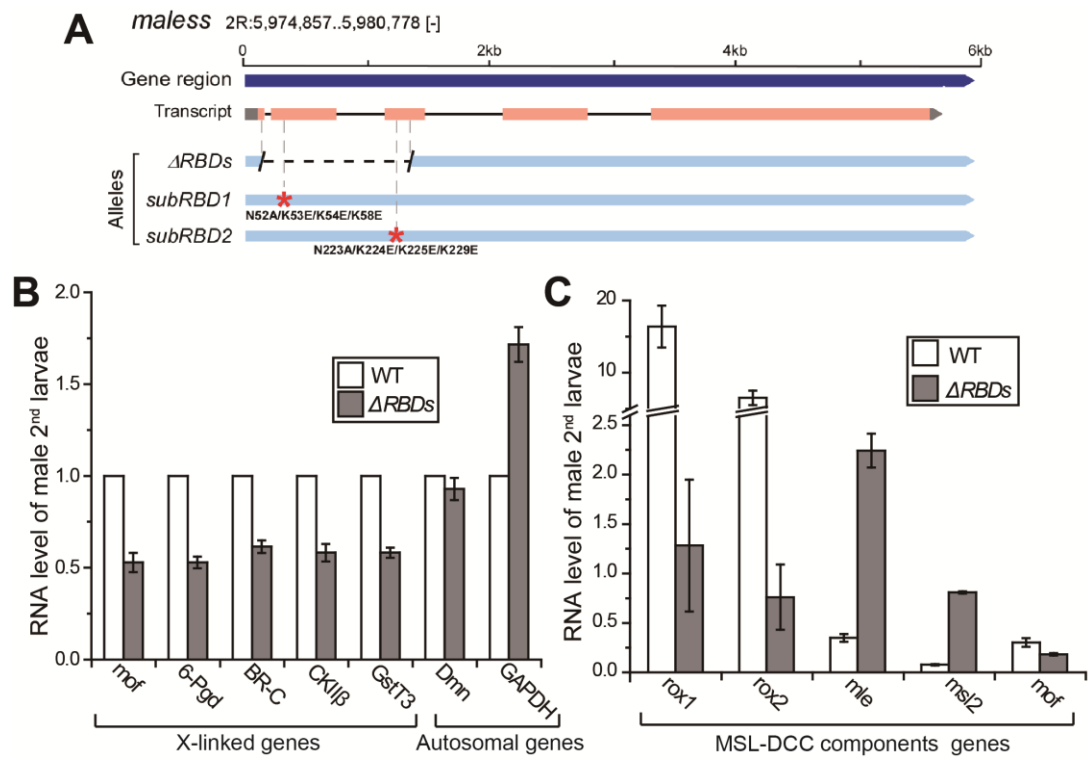 A
maless 2R:5,974,857..5,980,778 [-]
0 2kb 4kb 6kb
Gene region
Transcript
Alleles
ΔRBDs
subRBD1
N52A/K53E/K54E/K58E
subRBD2
N223A/K224E/K225E/K229E
B
RNA level of male 2nd larvae
2.0
1.5
1.0
0.5
0.0
WT
ΔRBDs
mof 6-Pgd BR-C CKIIβ GstT3 Dmn GAPDH
X-linked genes Autosomal genes
C
RNA level of male 2nd larvae
20
10
2.5
2.0
1.5
1.0
0.5
0.0
WT
ΔRBDs
rox1 rox2 mle msl2 mof
MSL-DCC components genes